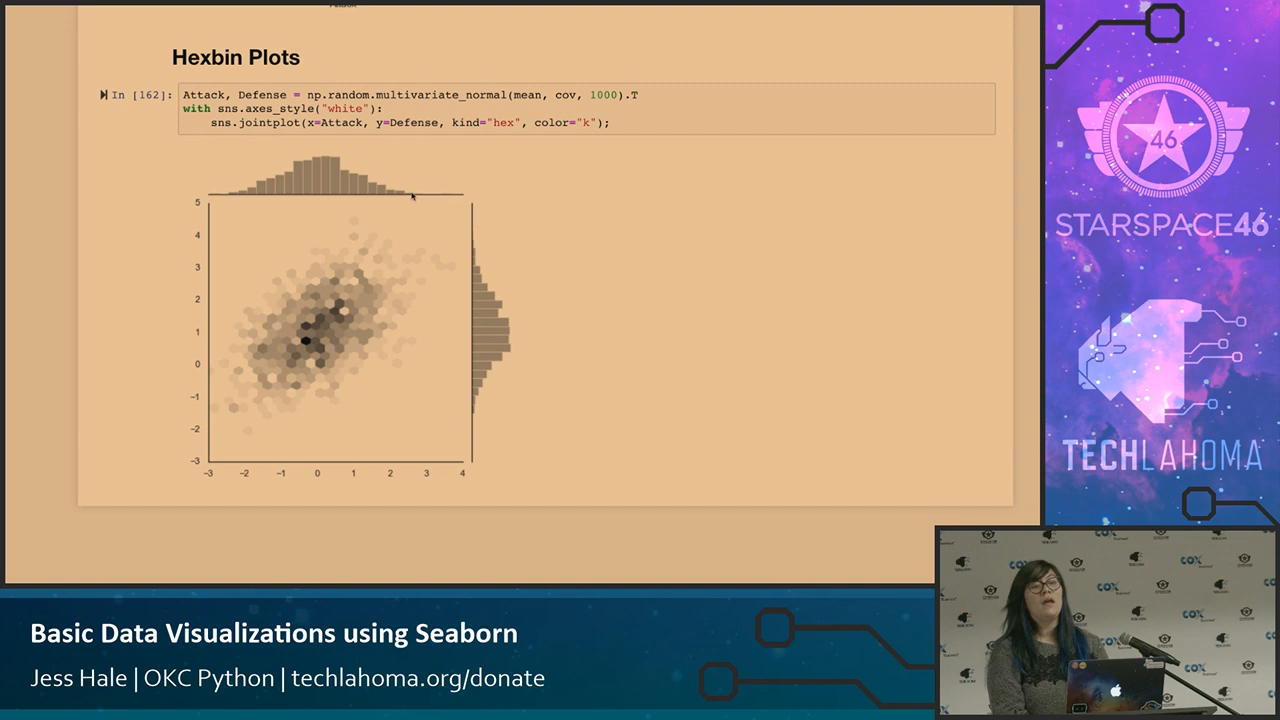 Hexbin Plots
In [162]:
Attack, Defense = np.random.multivariate_normal(mean, cov, 1000).T
with sns.axes_style("white"):
sns.jointplot(x=Attack, y=Defense, kind="hex", color="k");
5
4
3
2
1
0
−1
−2
−3
−3 −2 −1 0 1 2 3 4
46
STARSPACE46
TECHLAHOMA
COX
Basic Data Visualizations using Seaborn
Jess Hale | OKC Python | techlahoma.org/donate